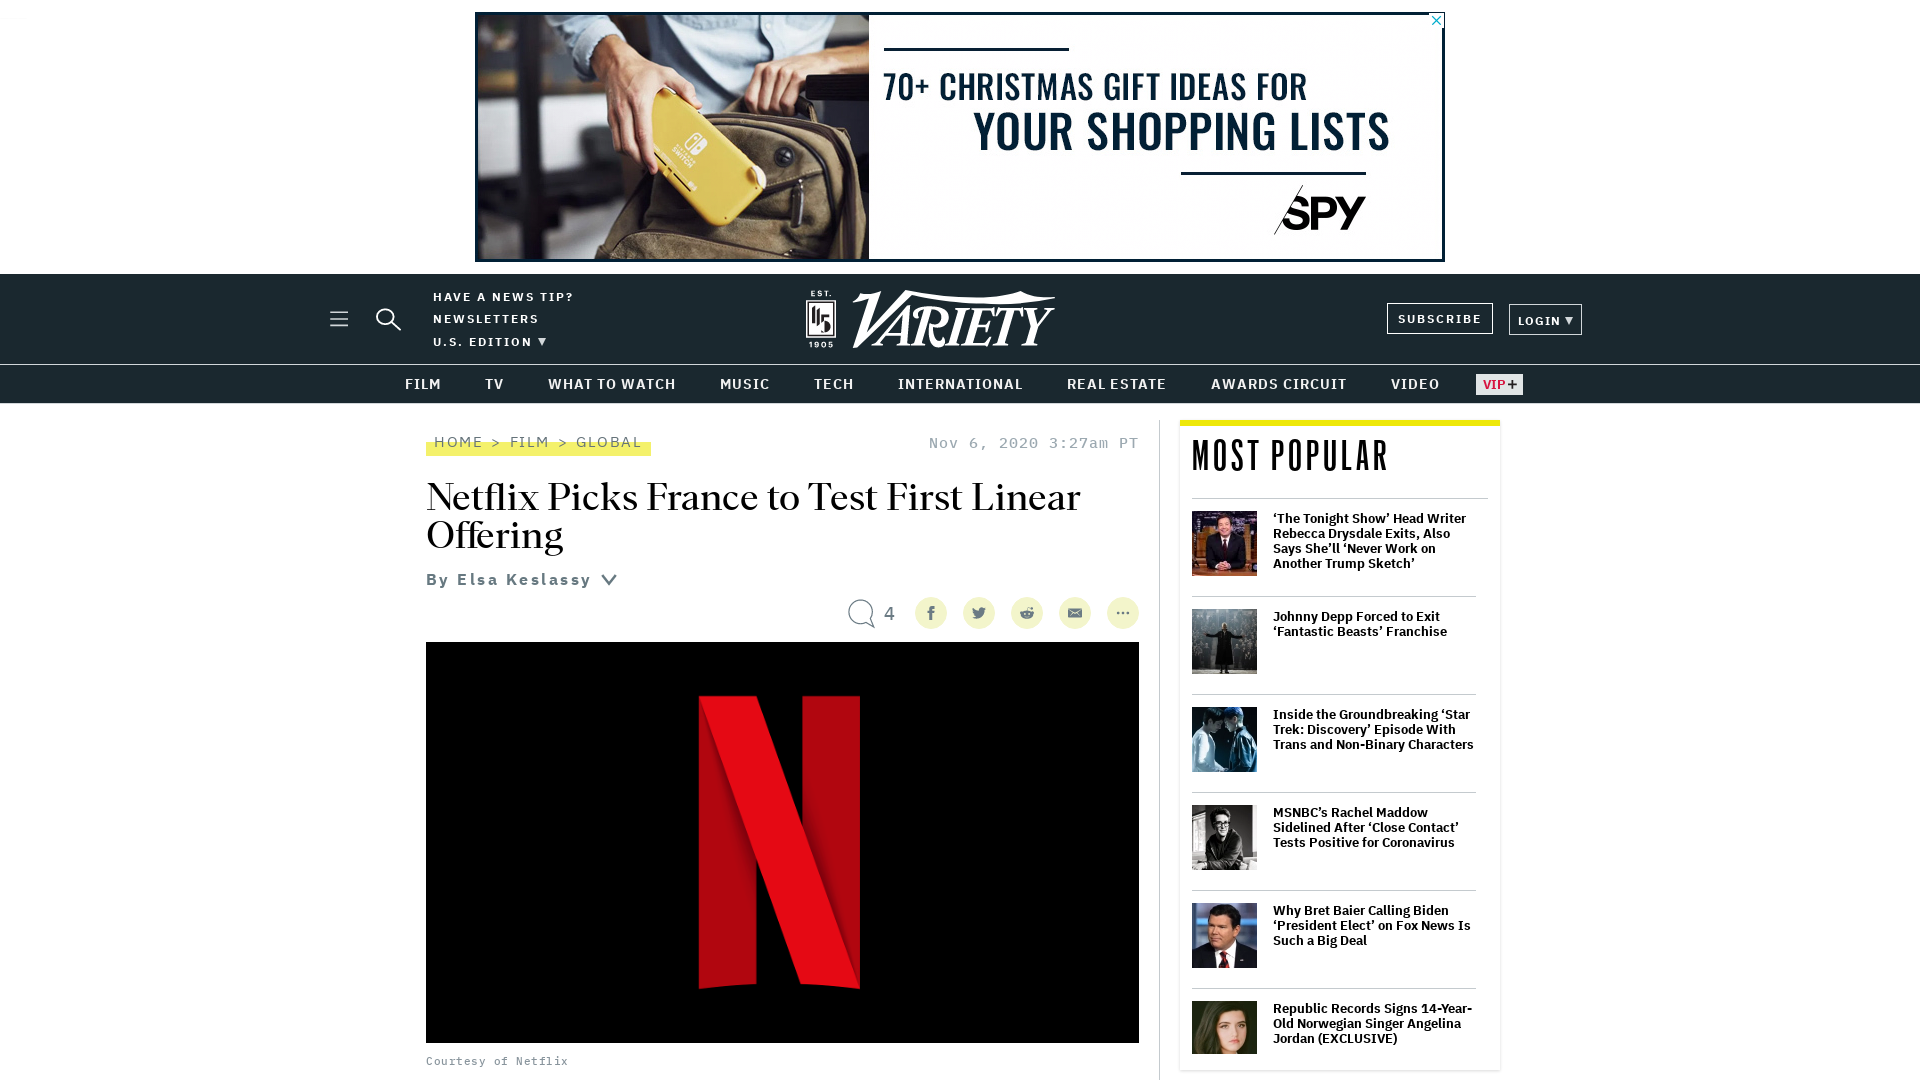 70+ CHRISTMAS GIFT IDEAS FOR
YOUR SHOPPING LISTS
SPY
HAVE A NEWS TIP?
NEWSLETTERS
U.S. EDITION
EST.
115
1905
VARIETY
SUBSCRIBE
LOGIN
FILM
TV
WHAT TO WATCH
MUSIC
TECH
INTERNATIONAL
REAL ESTATE
AWARDS CIRCUIT
VIDEO
VIP+
HOME > FILM > GLOBAL
Nov 6, 2020 3:27am PT
Netflix Picks France to Test First Linear
Offering
By Elsa Keslassy
4
N
Courtesy of Netflix
MOST POPULAR
‘The Tonight Show’ Head Writer
Rebecca Drysdale Exits, Also
Says She’ll ‘Never Work on
Another Trump Sketch’
Johnny Depp Forced to Exit
‘Fantastic Beasts’ Franchise
Inside the Groundbreaking ‘Star
Trek: Discovery’ Episode With
Trans and Non-Binary Characters
MSNBC’s Rachel Maddow
Sidelined After ‘Close Contact’
Tests Positive for Coronavirus
Why Bret Baier Calling Biden
‘President Elect’ on Fox News Is
Such a Big Deal
Republic Records Signs 14-Year-
Old Norwegian Singer Angelina
Jordan (EXCLUSIVE)